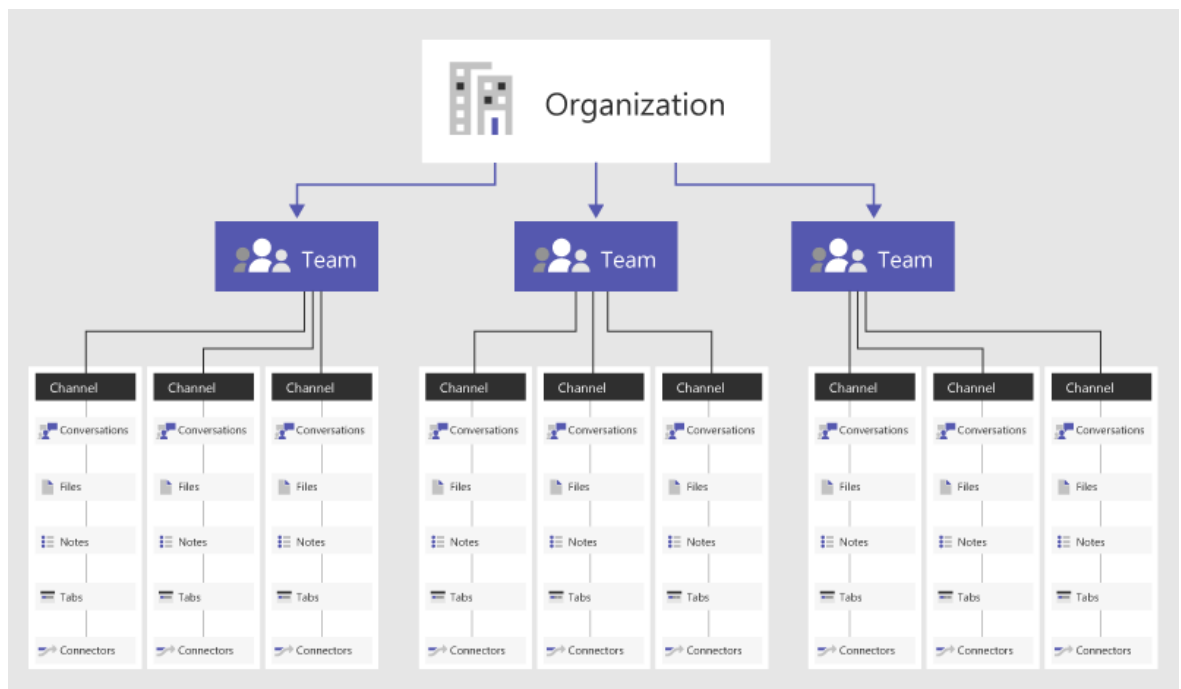 Organization
Team Team Team
Channel Channel Channel Channel Channel Channel Channel Channel Channel
Conversations Conversations Conversations Conversations Conversations Conversations Conversations Conversations Conversations
Files Files Files Files Files Files Files Files Files
Notes Notes Notes Notes Notes Notes Notes Notes Notes
Tabs Tabs Tabs Tabs Tabs Tabs Tabs Tabs Tabs
Connectors Connectors Connectors Connectors Connectors Connectors Connectors Connectors Connectors